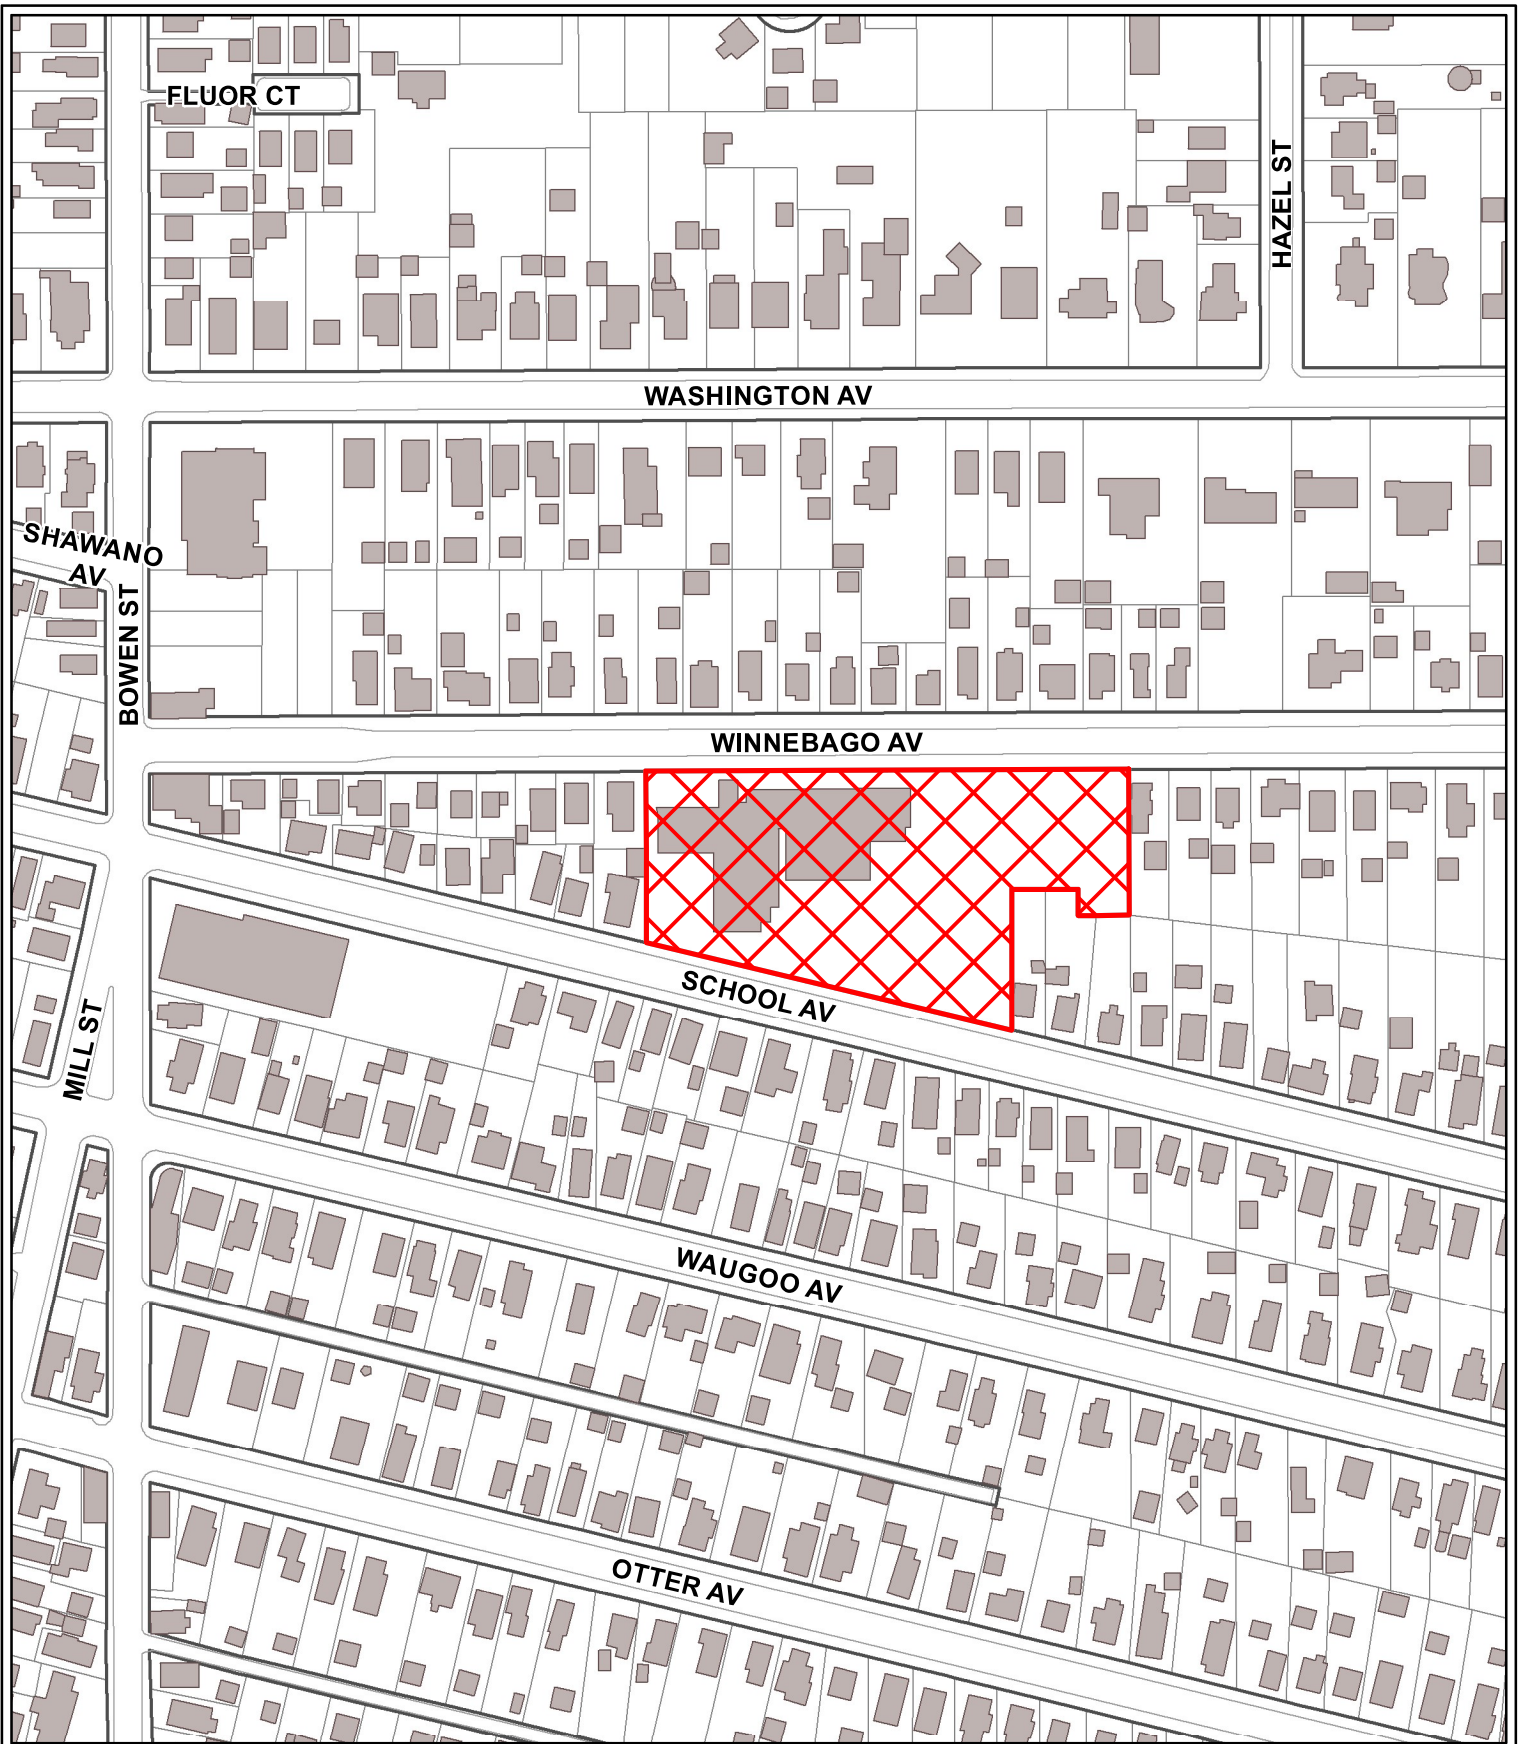 FLUOR CT
HAZEL ST
WASHINGTON AV
SHAWANO
AV
BOWEN ST
WINNEBAGO AV
SCHOOL AV
MILL ST
WAUGOO AV
OTTER AV